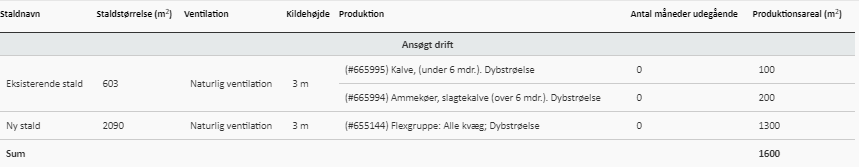 Staldnavn Staldstørrelse (m²) Ventilation Kildehøjde Produktion Antal måneder udegående Produktionsareal (m²)
Ansøgt drift
Eksisterende stald 603 Naturlig ventilation 3 m (#665995) Kalve, (under 6 mdr.). Dybstrøelse 0 100
(#665994) Ammekøer, slagtekalve (over 6 mdr.). Dybstrøelse 0 200
Ny stald 2090 Naturlig ventilation 3 m (#655144) Flexgruppe: Alle kvæg; Dybstrøelse 0 1300
Sum 1600